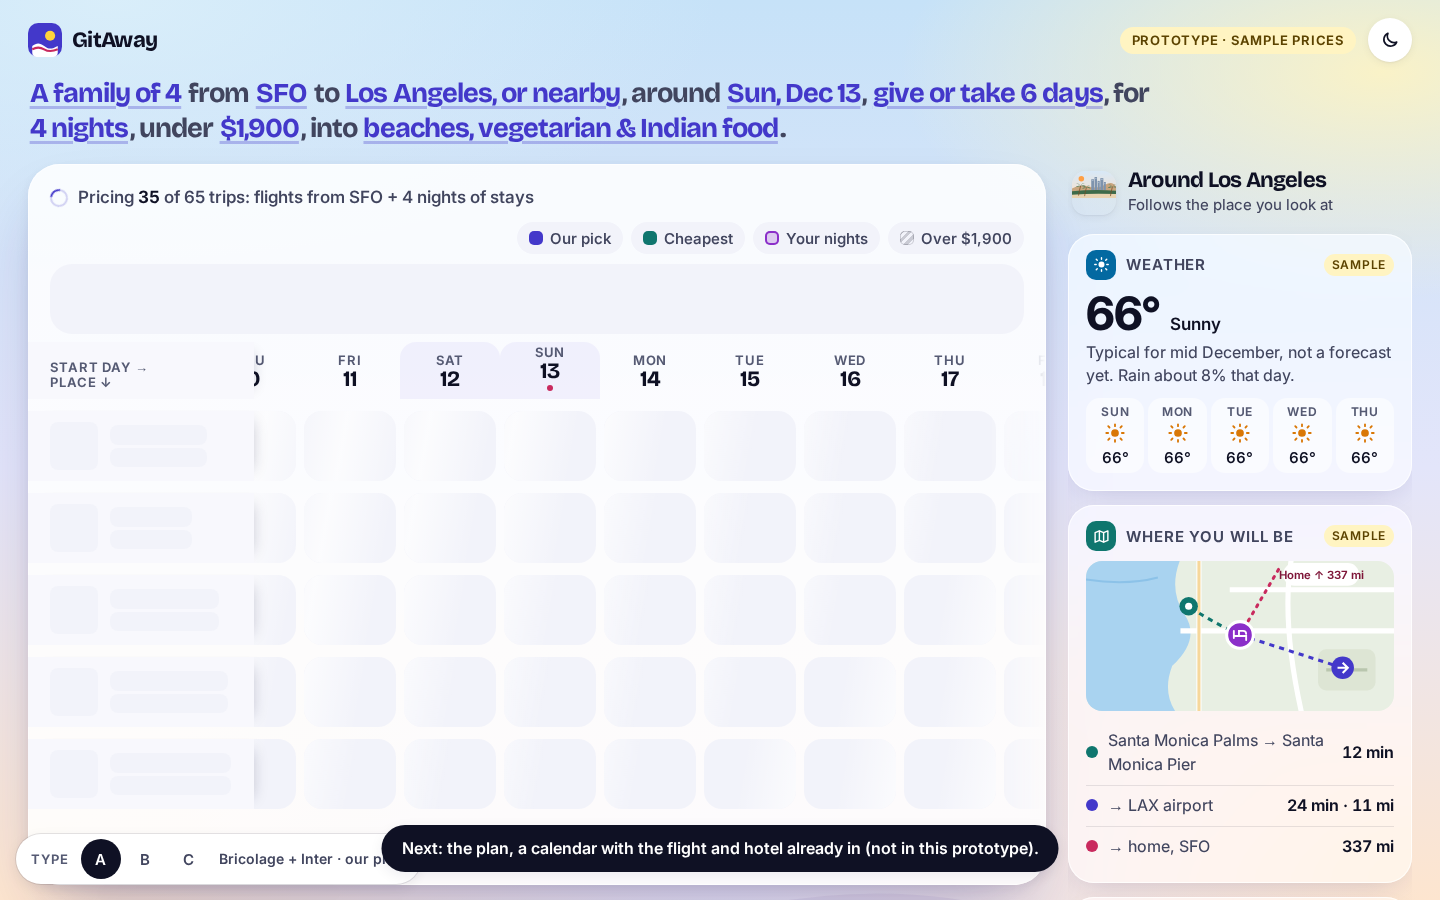 GitAway
PROTOTYPE · SAMPLE PRICES
A family of 4 from SFO to Los Angeles, or nearby, around Sun, Dec 13, give or take 6 days, for
4 nights, under $1,900, into beaches, vegetarian & Indian food.
Pricing 35 of 65 trips: flights from SFO + 4 nights of stays
Our pick
Cheapest
Your nights
Over $1,900
START DAY →
PLACE ↓
FRI
11
SAT
12
SUN
13
MON
14
TUE
15
WED
16
THU
17
TYPE
A
B
C
Bricolage + Inter · our
Next: the plan, a calendar with the flight and hotel already in (not in this prototype).
Around Los Angeles
Follows the place you look at
WEATHER
SAMPLE
66° Sunny
Typical for mid December, not a forecast
yet. Rain about 8% that day.
SUN
66°
MON
66°
TUE
66°
WED
66°
THU
66°
WHERE YOU WILL BE
SAMPLE
Home ↑ 337 mi
Santa Monica Palms → Santa
Monica Pier
12 min
→ LAX airport
24 min · 11 mi
→ home, SFO
337 mi